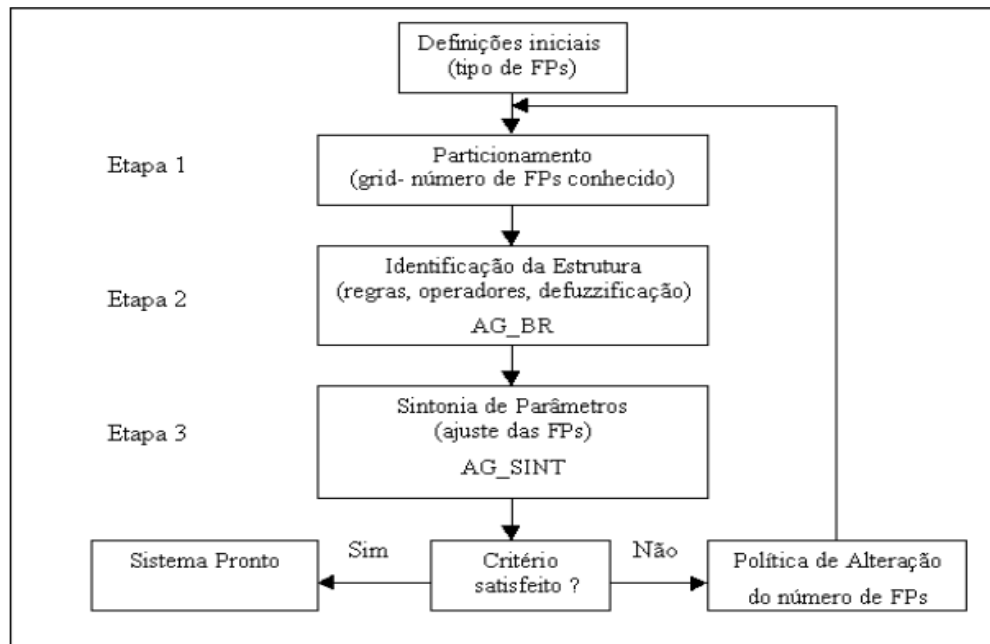 Definições iniciais
(tipo de FPs)
Etapa 1
Particionamento
(grid- número de FPs conhecido)
Etapa 2
Identificação da Estrutura
(regras, operadores, defuzzificação)
AG_BR
Etapa 3
Sintonia de Parâmetros
(ajuste das FPs)
AG_SINT
Sistema Pronto
Sim
Critério
satisfeito ?
Não
Política de Alteração
do número de FPs